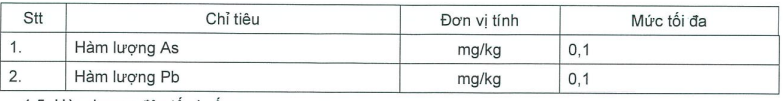 Stt Chỉ tiêu Đơn vị tính Mức tối đa
1. Hàm lượng As mg/kg 0,1
2. Hàm lượng Pb mg/kg 0,1